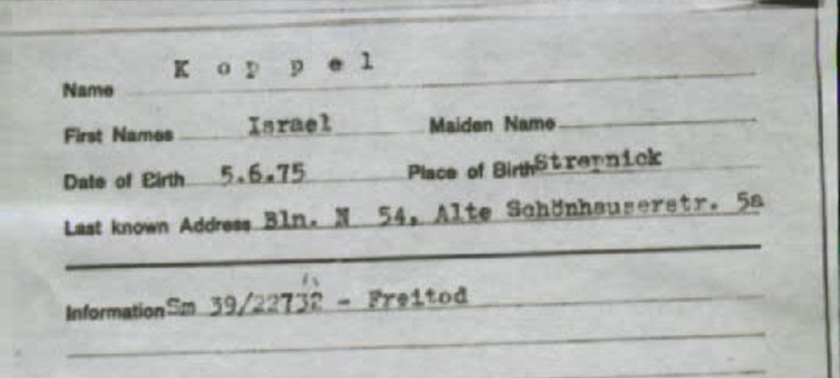 Name K o p p e l
First Names Israel Maiden Name
Date of Birth 5.6.75 Place of Birth Strernick
Last known Address Bln. N 54, Alte Schönhauserstr. 5a
Information Sm 39/22732 - Freitod